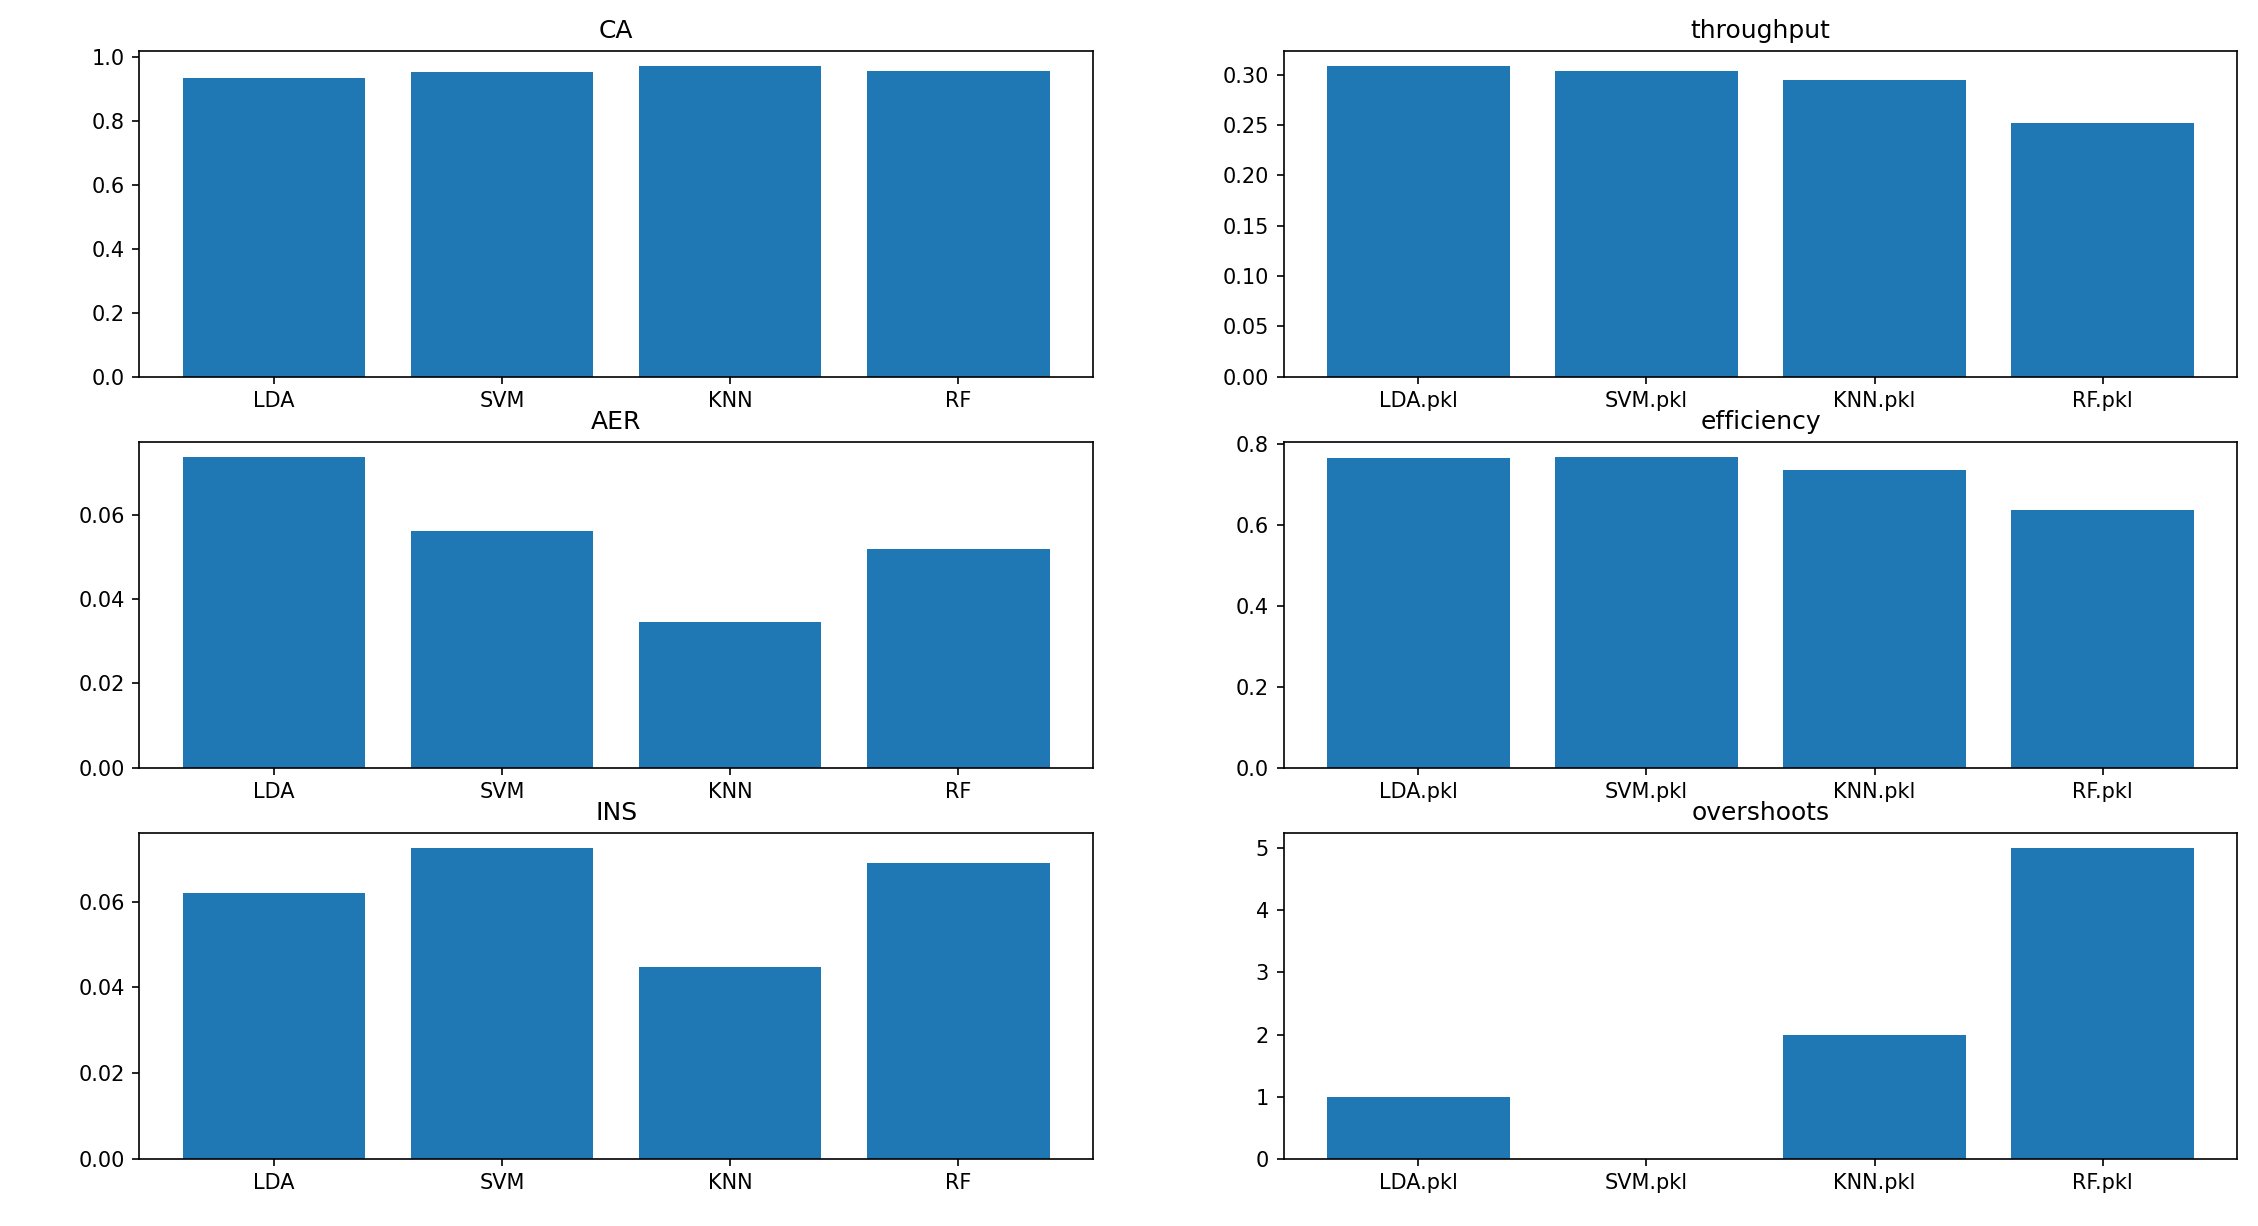 CA
1.0
0.8
0.6
0.4
0.2
0.0
LDA SVM KNN RF
throughput
0.30
0.25
0.20
0.15
0.10
0.05
0.00
LDA.pkl SVM.pkl KNN.pkl RF.pkl
AER
0.06
0.04
0.02
0.00
LDA SVM KNN RF
efficiency
0.8
0.6
0.4
0.2
0.0
LDA.pkl SVM.pkl KNN.pkl RF.pkl
INS
0.06
0.04
0.02
0.00
LDA SVM KNN RF
overshoots
5
4
3
2
1
0
LDA.pkl SVM.pkl KNN.pkl RF.pkl